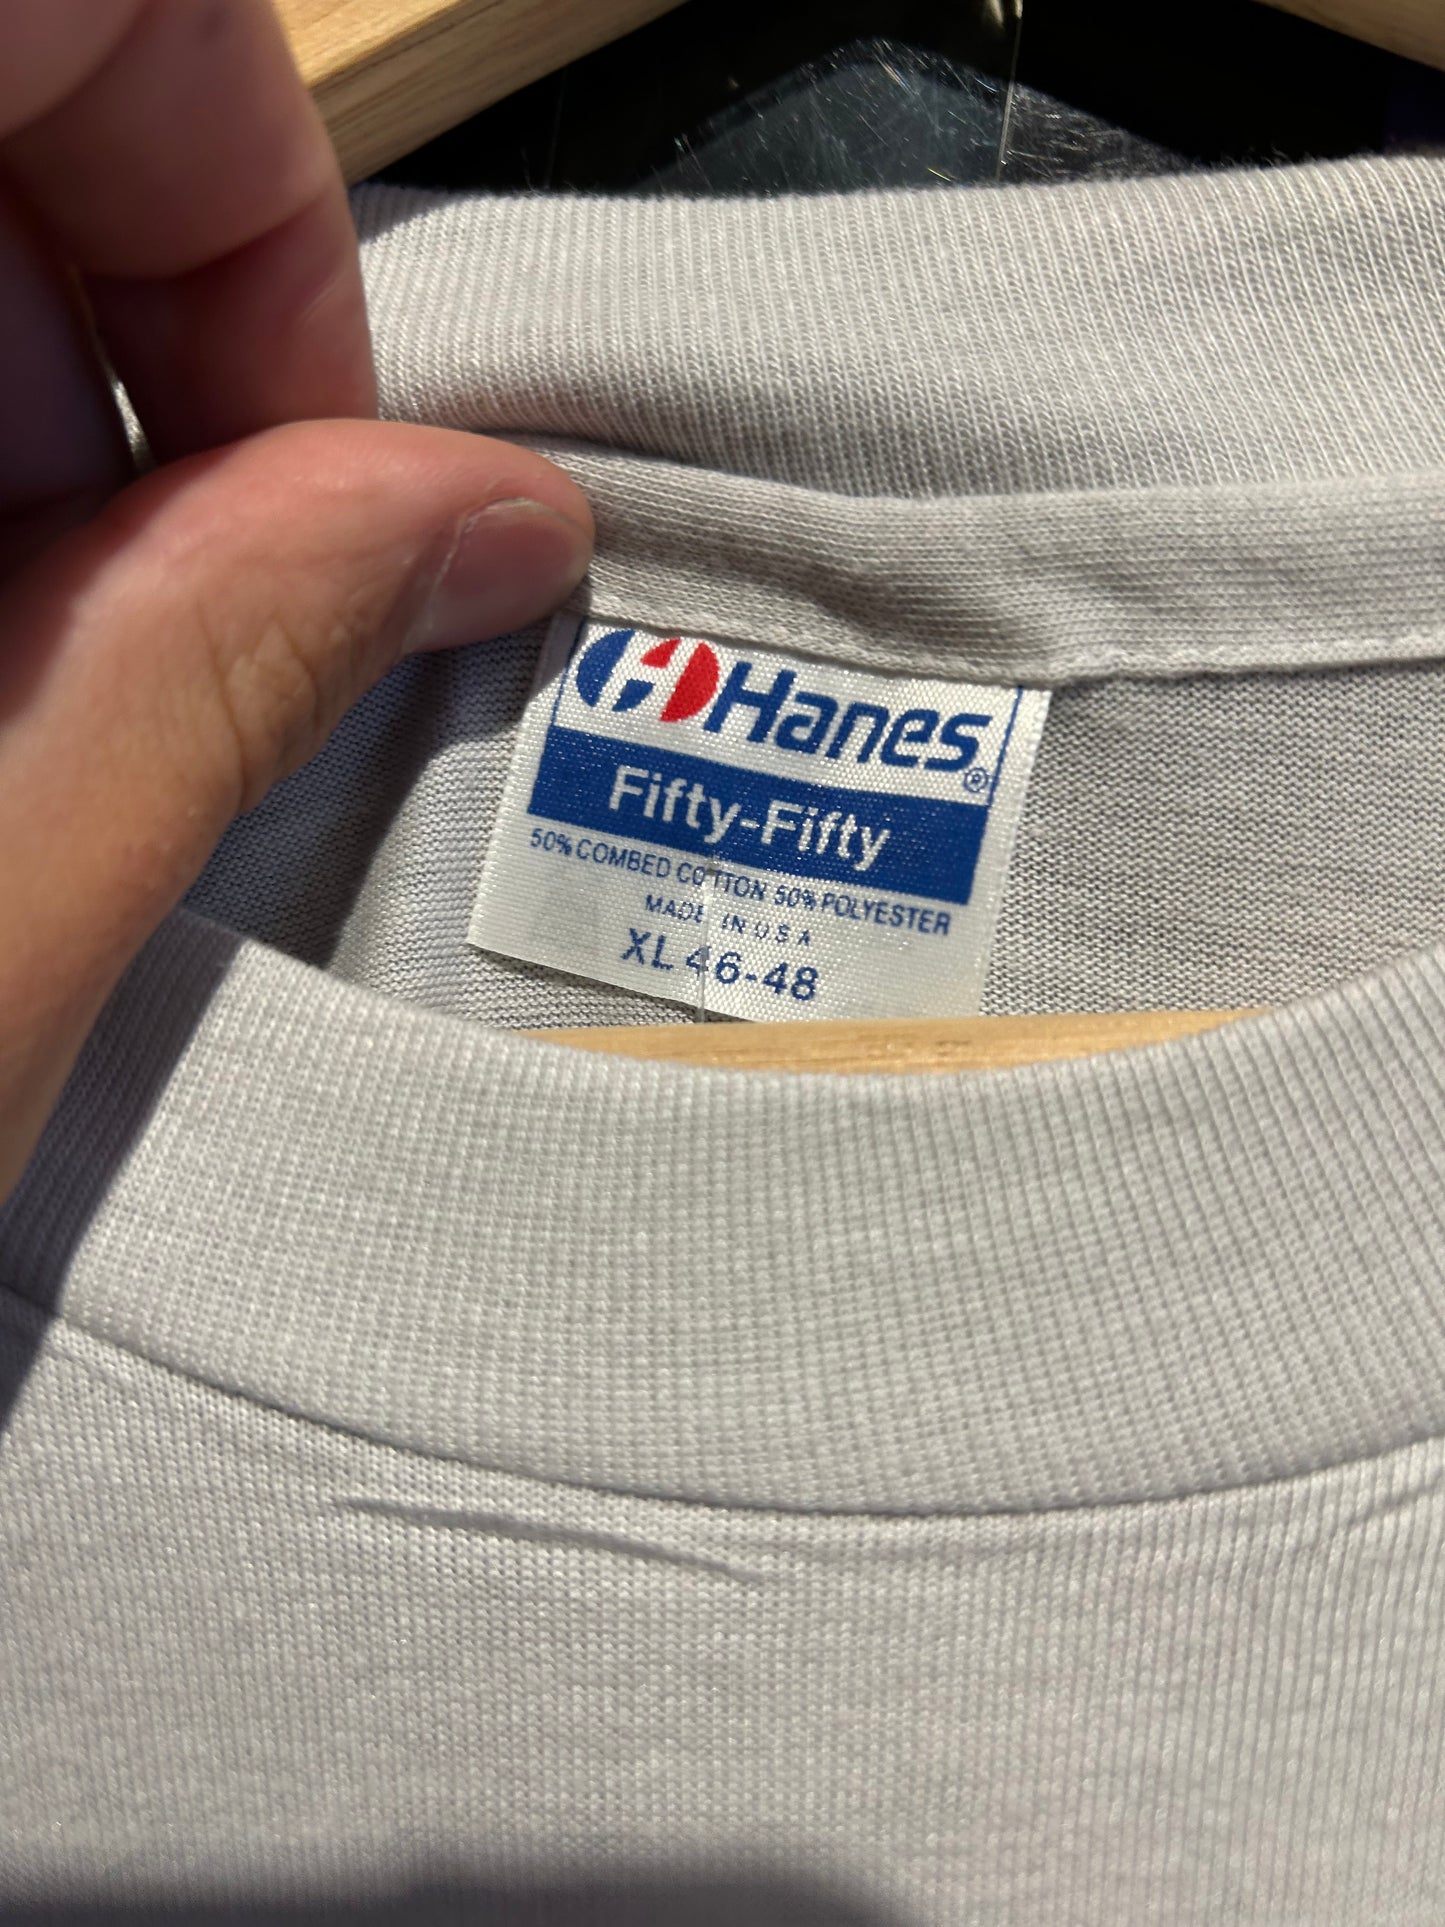 Hanes®
Fifty-Fifty
50% COMBED COTTON 50% POLYESTER
MADE IN U S A
XL 46-48